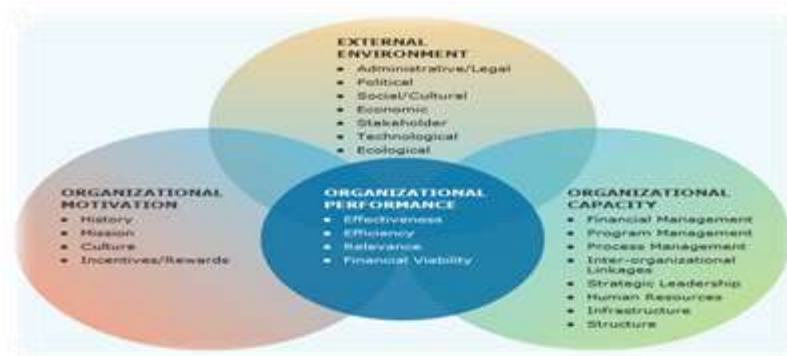 EXTERNAL
ENVIRONMENT
• Administrative/Legal
• Political
• Social/Cultural
• Economic
• Stakeholder
• Technological
• Ecological
ORGANIZATIONAL
MOTIVATION
• History
• Mission
• Culture
• Incentives/Rewards
ORGANIZATIONAL
PERFORMANCE
• Effectiveness
• Efficiency
• Relevance
• Financial Viability
ORGANIZATIONAL
CAPACITY
• Financial Management
• Program Management
• Process Management
• Inter-organizational
Linkages
• Strategic Leadership
• Human Resources
• Infrastructure
• Structure